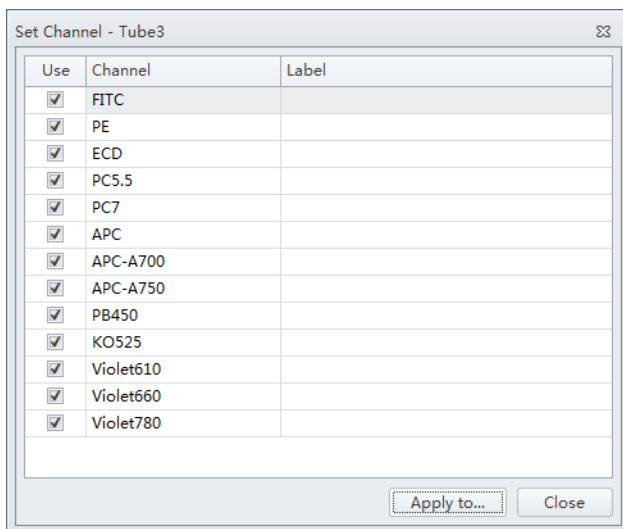 Set Channel - Tube3
Use Channel Label
FITC
PE
ECD
PC5.5
PC7
APC
APC-A700
APC-A750
PB450
KO525
Violet610
Violet660
Violet780
Apply to... Close